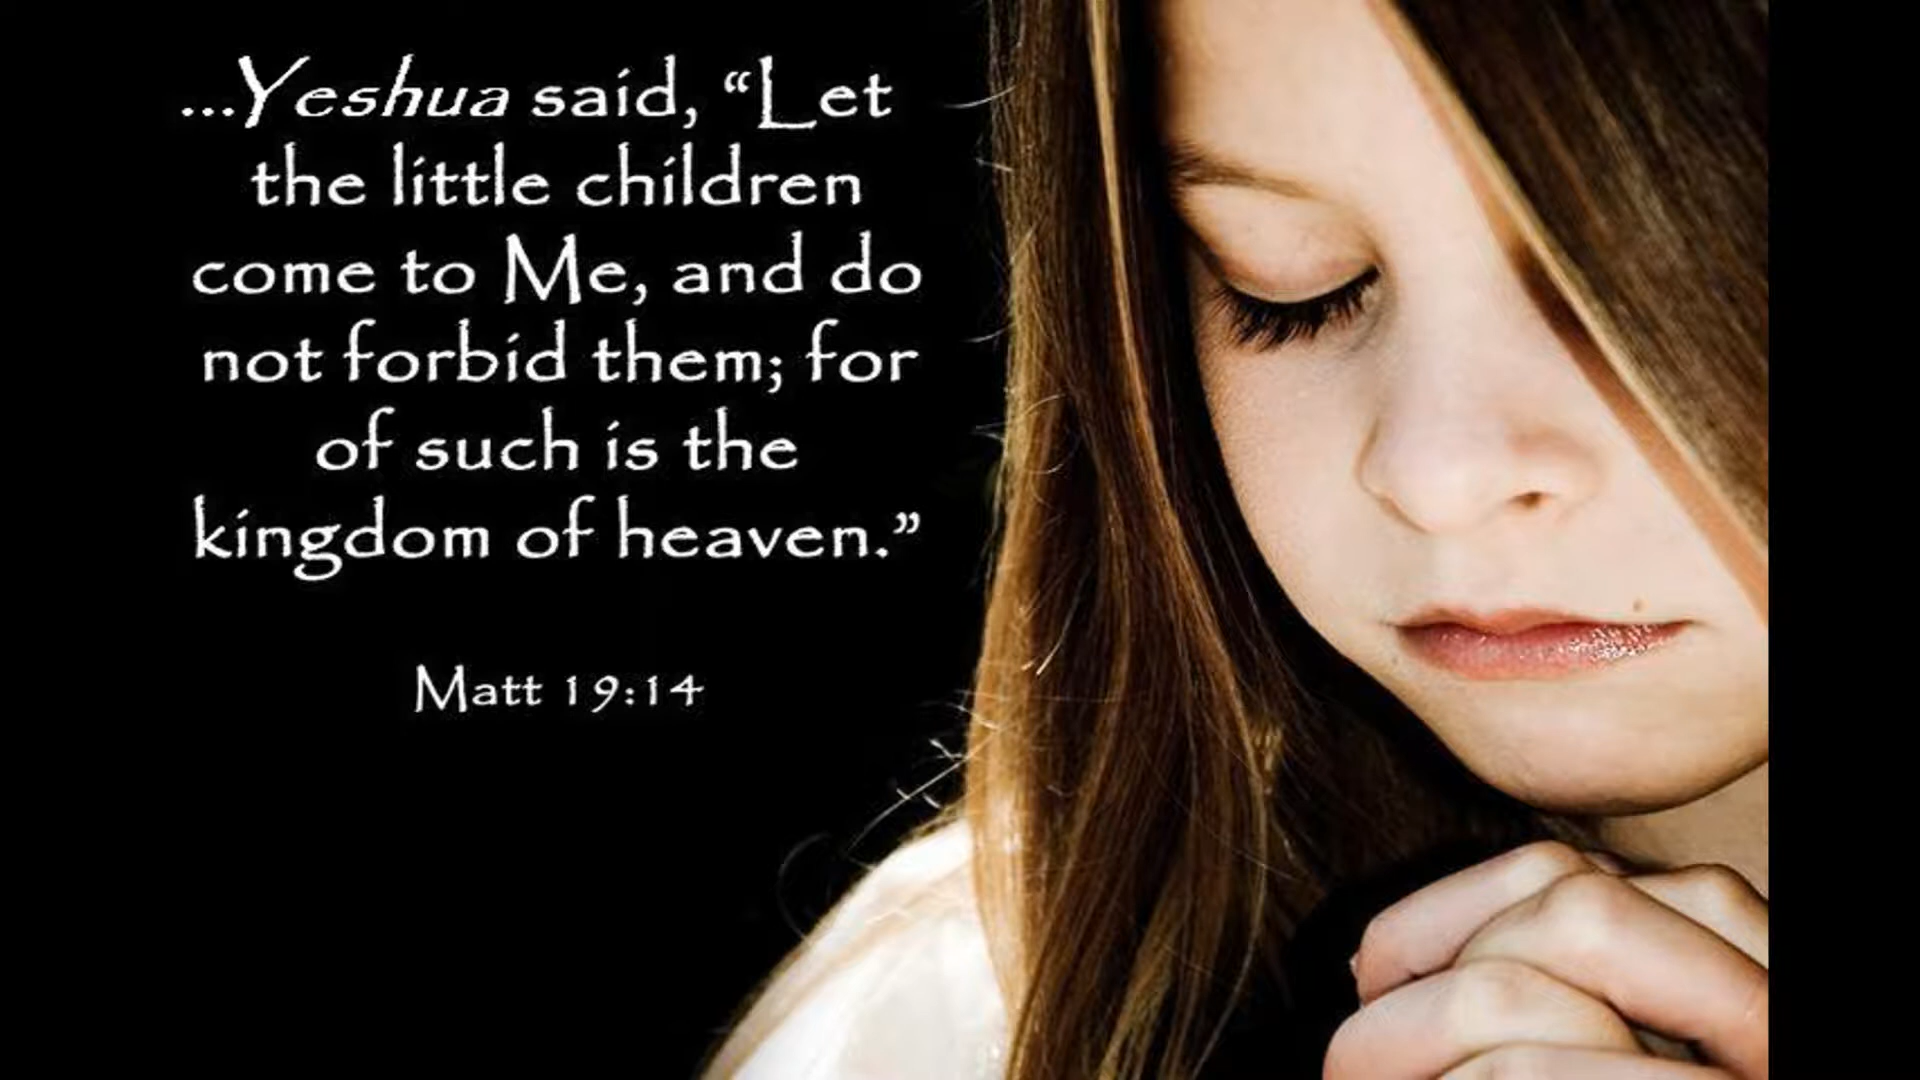 ...Yeshua said, “Let
the little children
come to Me, and do
not forbid them; for
of such is the
kingdom of heaven.”
Matt 19:14